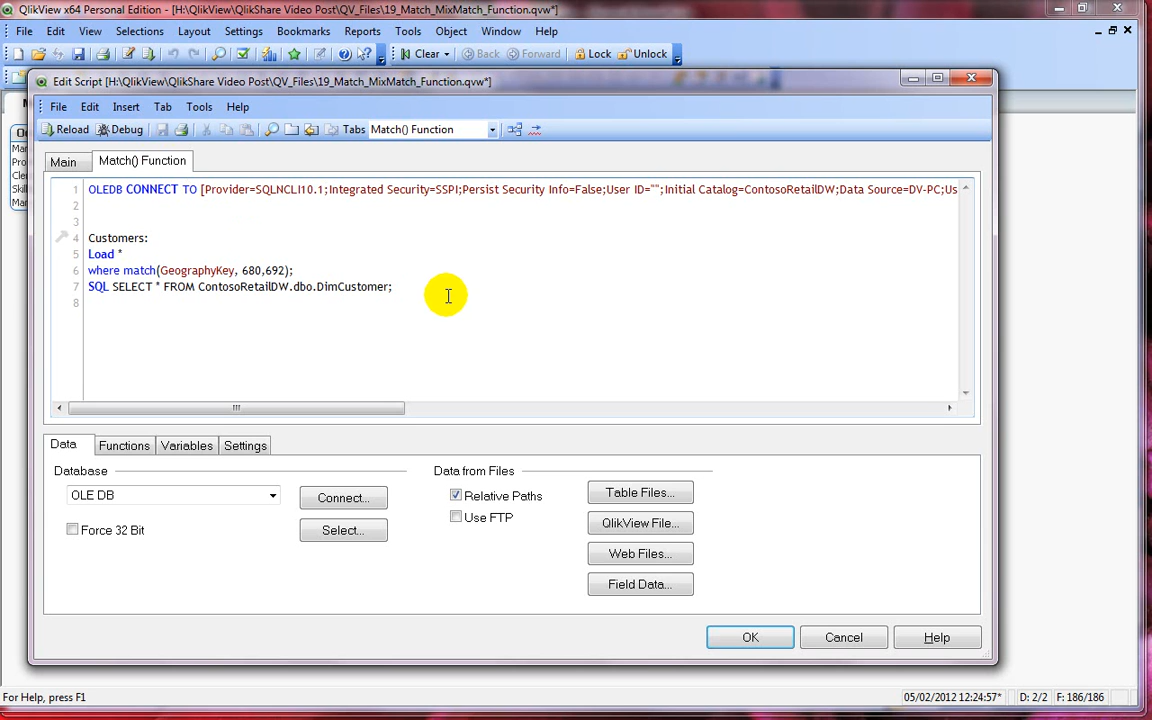 QlikView x64 Personal Edition - [H:\QlikView\QlikShare Video Post\QV_Files\19_Match_MixMatch_Function.qvw*]
File Edit View Selections Layout Settings Bookmarks Reports Tools Object Window Help
Clear Back Forward Lock Unlock
Edit Script [H:\QlikView\QlikShare Video Post\QV_Files\19_Match_MixMatch_Function.qvw*]
File Edit Insert Tab Tools Help
Reload Debug Tabs Match() Function
Main Match() Function
1 OLEDB CONNECT TO [Provider=SQLNCLI10.1;Integrated Security=SSPI;Persist Security Info=False;User ID="";Initial Catalog=ContosoRetailDW;Data Source=DV-PC;Us
2
3
4 Customers:
5 Load *
6 where match(GeographyKey, 680,692);
7 SQL SELECT * FROM ContosoRetailDW.dbo.DimCustomer;
8
Data Functions Variables Settings
Database
OLE DB
Connect...
Force 32 Bit
Select...
Data from Files
Relative Paths
Use FTP
Table Files...
QlikView File...
Web Files...
Field Data...
OK Cancel Help
For Help, press F1 05/02/2012 12:24:57* D: 2/2 F: 186/186